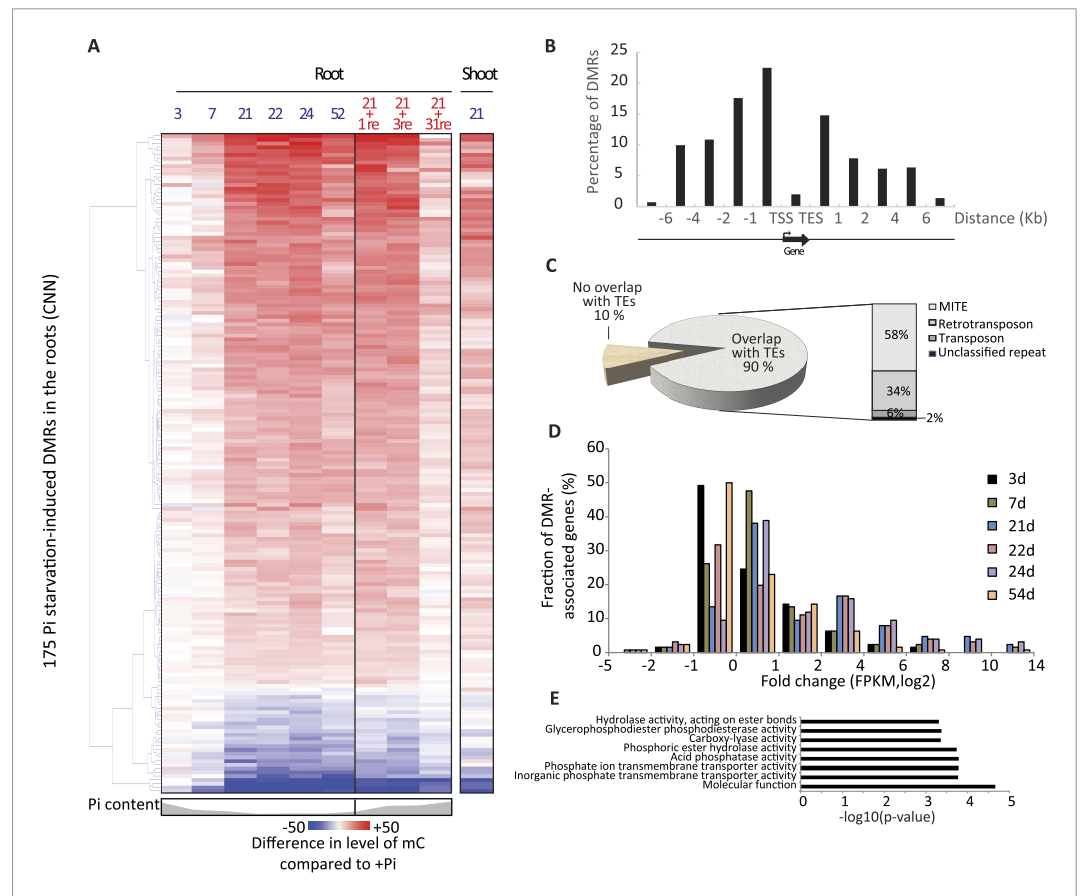 A
Root
Shoot
3 7 21 22 24 52 21 + 1re 21 + 3re 21 + 31re 21
175 Pi starvation-induced DMRs in the roots (CNN)
Pi content
-50 +50
Difference in level of mC
compared to +Pi
B
Percentage of DMRs
25
20
15
10
5
0
-6 -4 -2 -1 TSS TES 1 2 4 6 Distance (Kb)
Gene
C
No overlap
with TEs
10 %
Overlap
with TEs
90 %
58%
34%
6%
2%
MITE
Retrotransposon
Transposon
Unclassified repeat
D
Fraction of DMR-
associated genes (%)
60
50
40
30
20
10
0
-5 -2 -1 0 1 2 4 6 8 10 14
Fold change (FPKM,log2)
3d
7d
21d
22d
24d
54d
E
Hydrolase activity, acting on ester bonds
Glycerophosphodiester phosphodiesterase activity
Carboxy-lyase activity
Phosphoric ester hydrolase activity
Acid phosphatase activity
Phosphate ion transmembrane transporter activity
Inorganic phosphate transmembrane transporter activity
Molecular function
0 1 2 3 4 5
-log10(p-value)